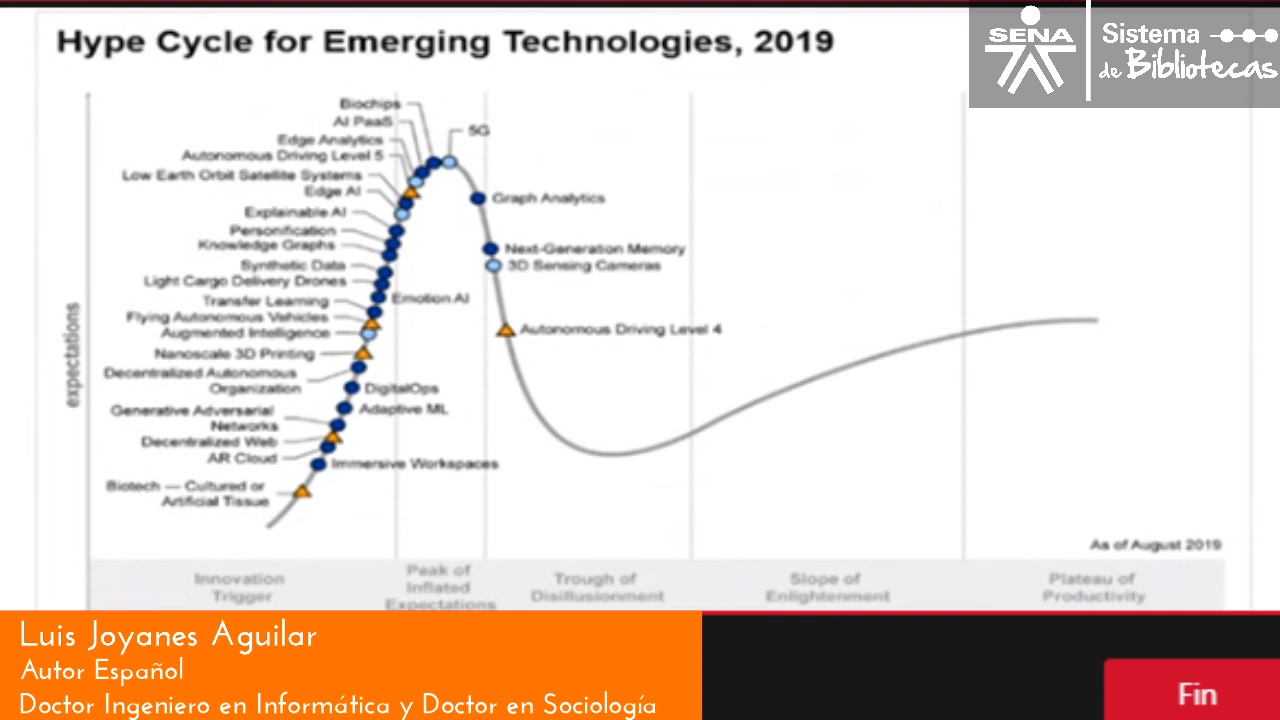 Hype Cycle for Emerging Technologies, 2019
SENA
Sistema
de Bibliotecas
Biochips
AI PaaS
5G
Edge Analytics
Autonomous Driving Level 5
Low Earth Orbit Satellite Systems
Edge AI
Graph Analytics
Explainable AI
Personification
Knowledge Graphs
Next-Generation Memory
Synthetic Data
3D Sensing Cameras
Light Cargo Delivery Drones
Transfer Learning
Emotion AI
Flying Autonomous Vehicles
Augmented Intelligence
Autonomous Driving Level 4
Nanoscale 3D Printing
Decentralized Autonomous
Organization
DigitalOps
Generative Adversarial
Networks
Adaptive ML
Decentralized Web
AR Cloud
Immersive Workspaces
Biotech — Cultured or
Artificial Tissue
expectations
As of August 2019
Innovation
Trigger
Peak of
Inflated
Expectations
Trough of
Disillusionment
Slope of
Enlightenment
Plateau of
Productivity
Luis Joyanes Aguilar
Autor Español
Doctor Ingeniero en Informática y Doctor en Sociología
Fin